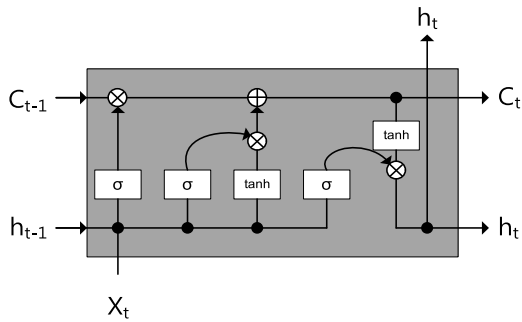 h_t
C_{t-1}
C_t
tanh
σ
σ
tanh
σ
h_{t-1}
h_t
X_t